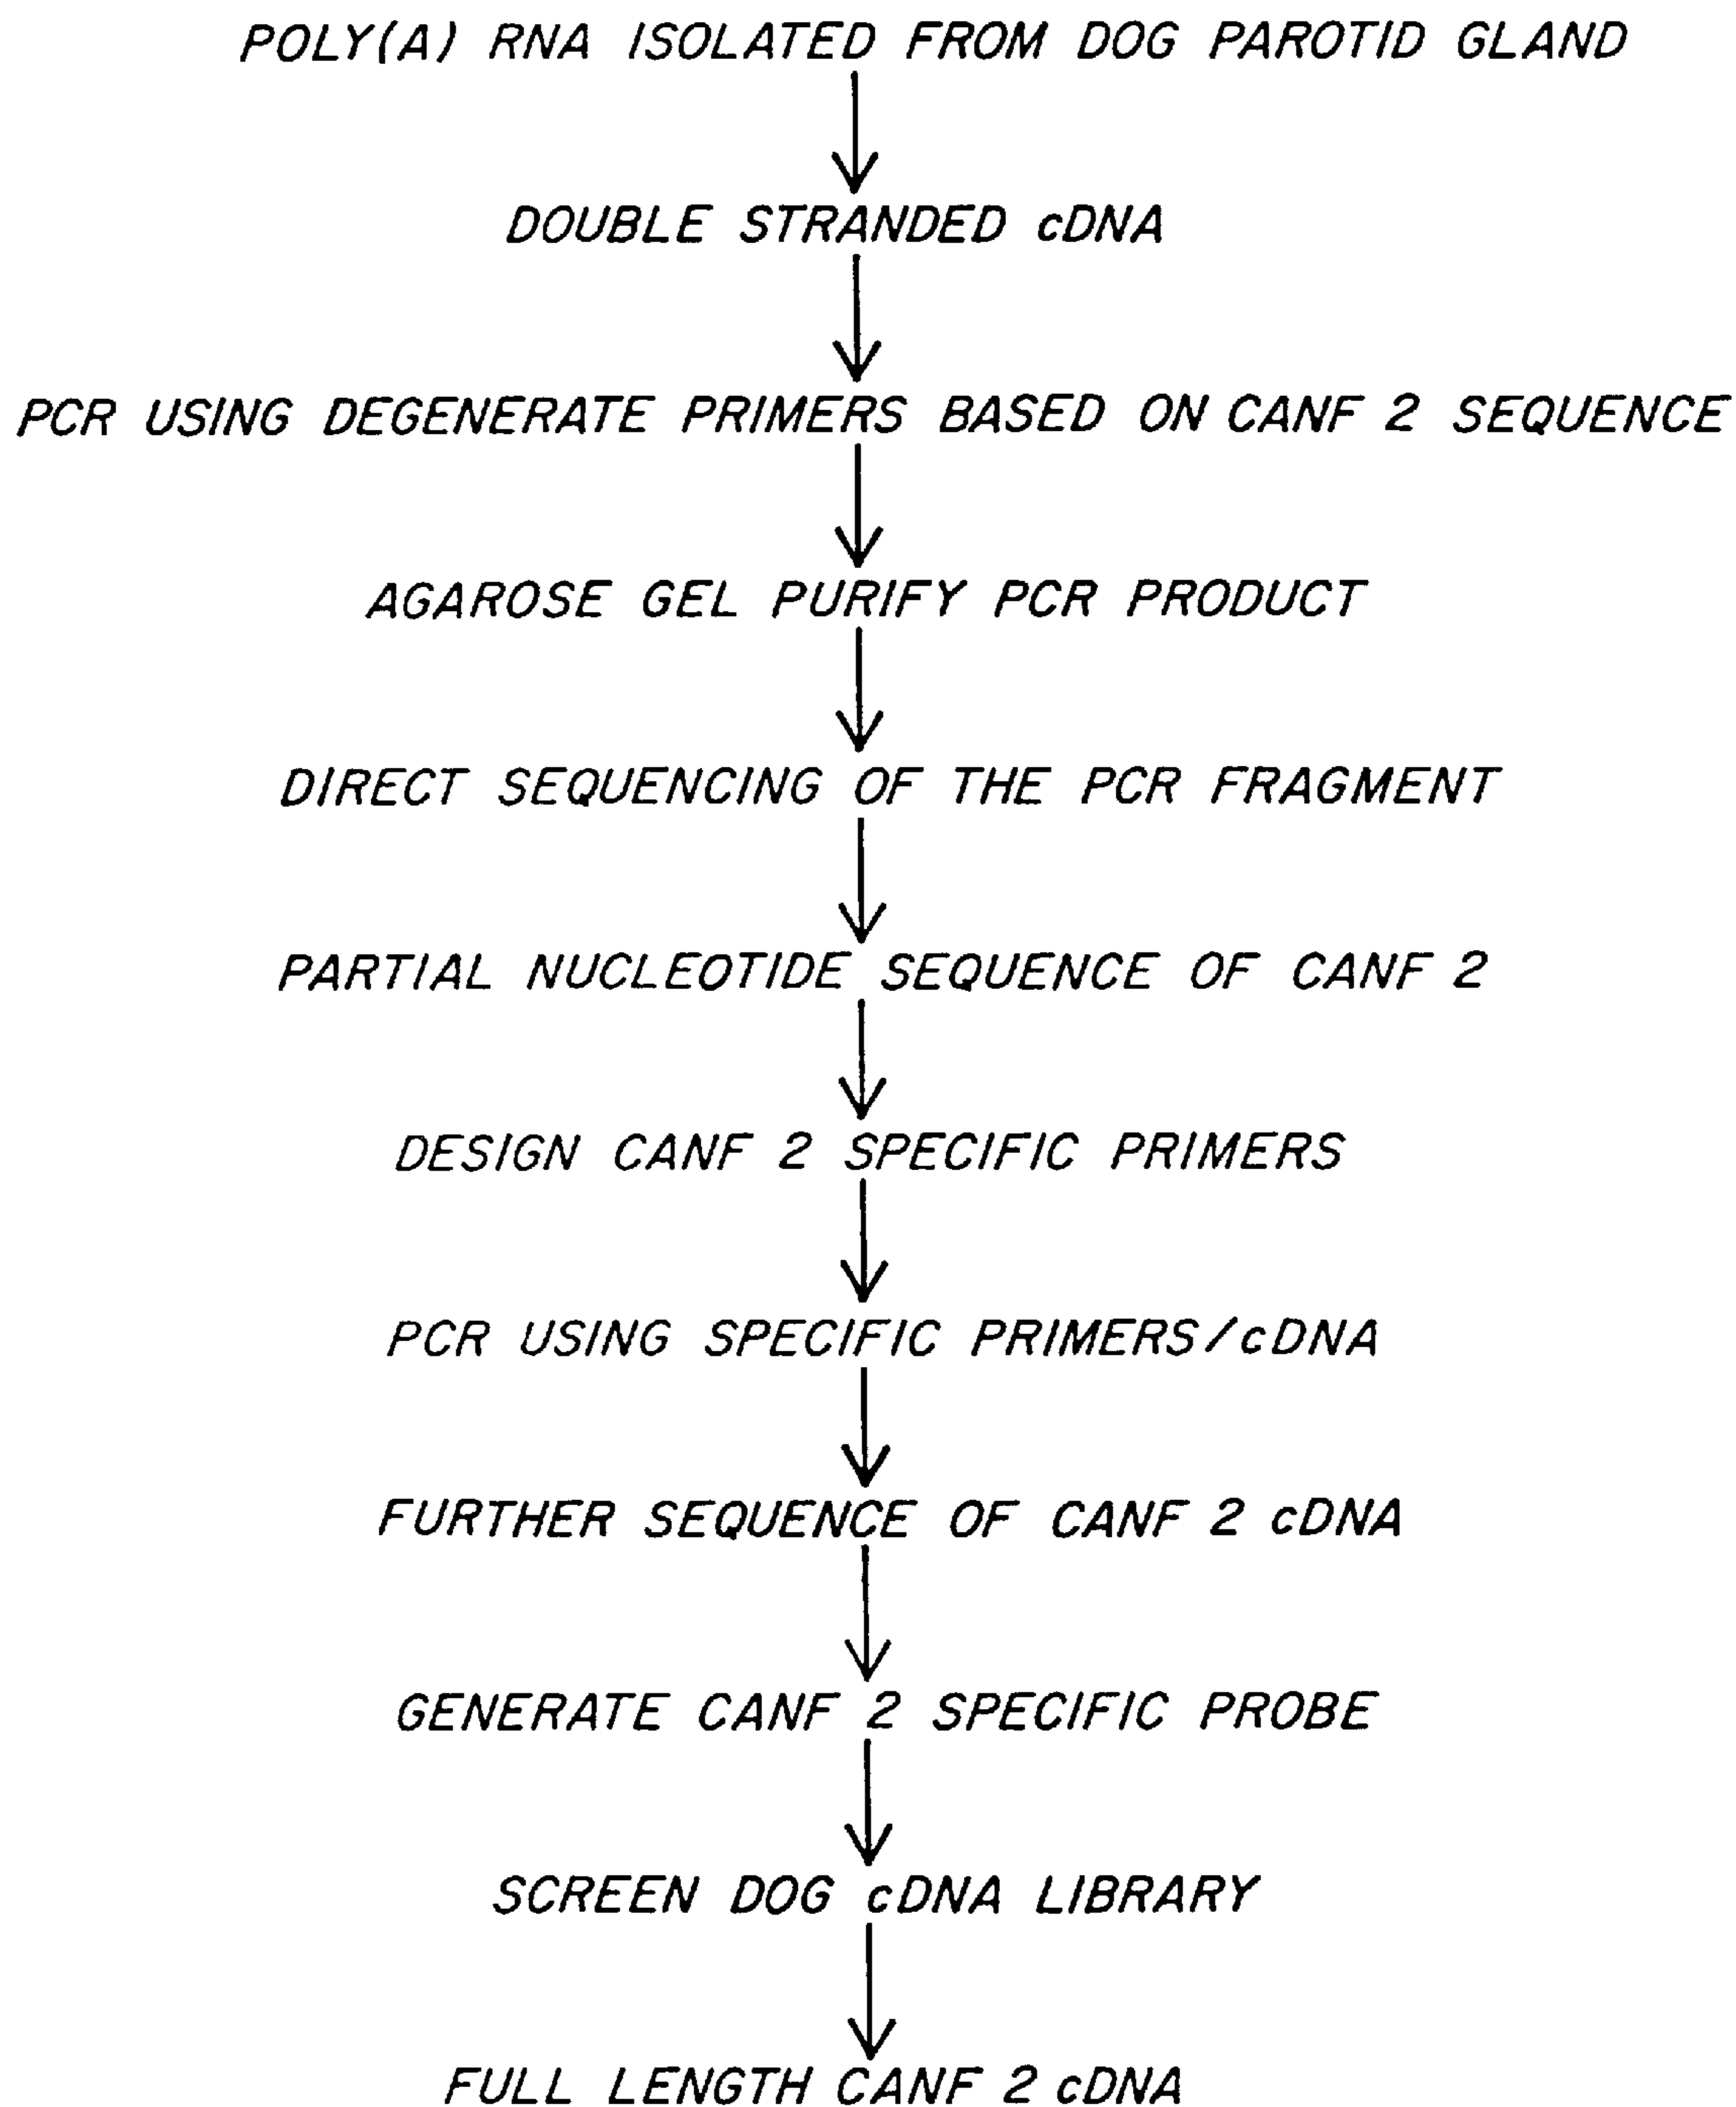 POLY(A) RNA ISOLATED FROM DOG PAROTID GLAND
DOUBLE STRANDED cDNA
PCR USING DEGENERATE PRIMERS BASED ON CANF 2 SEQUENCE
AGAROSE GEL PURIFY PCR PRODUCT
DIRECT SEQUENCING OF THE PCR FRAGMENT
PARTIAL NUCLEOTIDE SEQUENCE OF CANF 2
DESIGN CANF 2 SPECIFIC PRIMERS
PCR USING SPECIFIC PRIMERS/cDNA
FURTHER SEQUENCE OF CANF 2 cDNA
GENERATE CANF 2 SPECIFIC PROBE
SCREEN DOG cDNA LIBRARY
FULL LENGTH CANF 2 cDNA